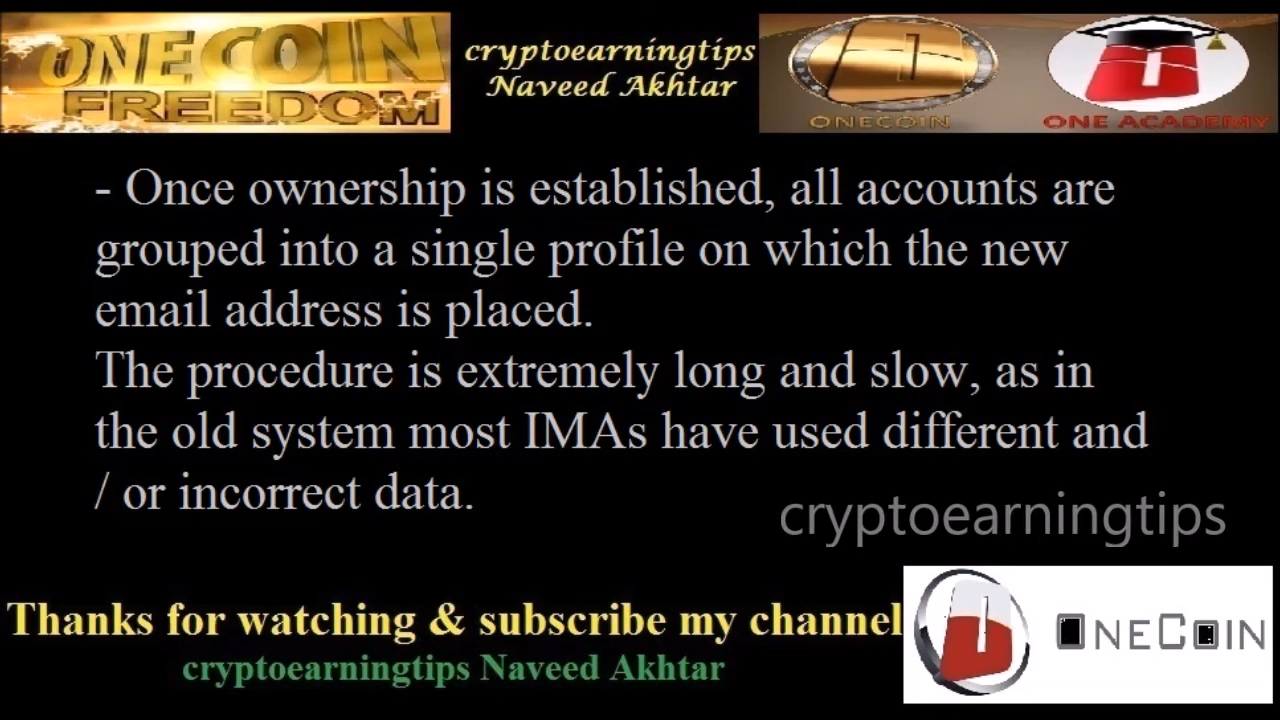 ONECOIN
FREEDOM
cryptoearningtips
Naveed Akhtar
ONECOIN
ONE ACADEMY
- Once ownership is established, all accounts are
grouped into a single profile on which the new
email address is placed.
The procedure is extremely long and slow, as in
the old system most IMAs have used different and
/ or incorrect data.
cryptoearningtips
Thanks for watching & subscribe my channel
cryptoearningtips Naveed Akhtar
ONECOIN